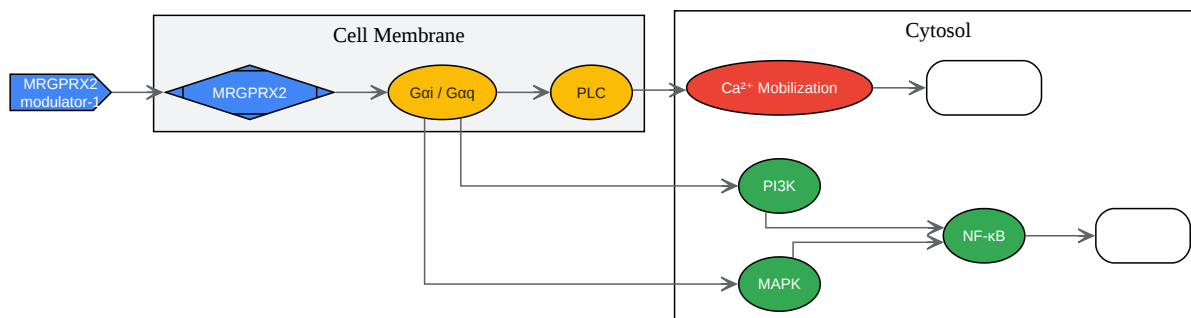 Cell Membrane
Cytosol
MRGPRX2
modulator-1
MRGPRX2
Gαi / Gαq
PLC
Ca²⁺ Mobilization
PI3K
NF-κB
MAPK